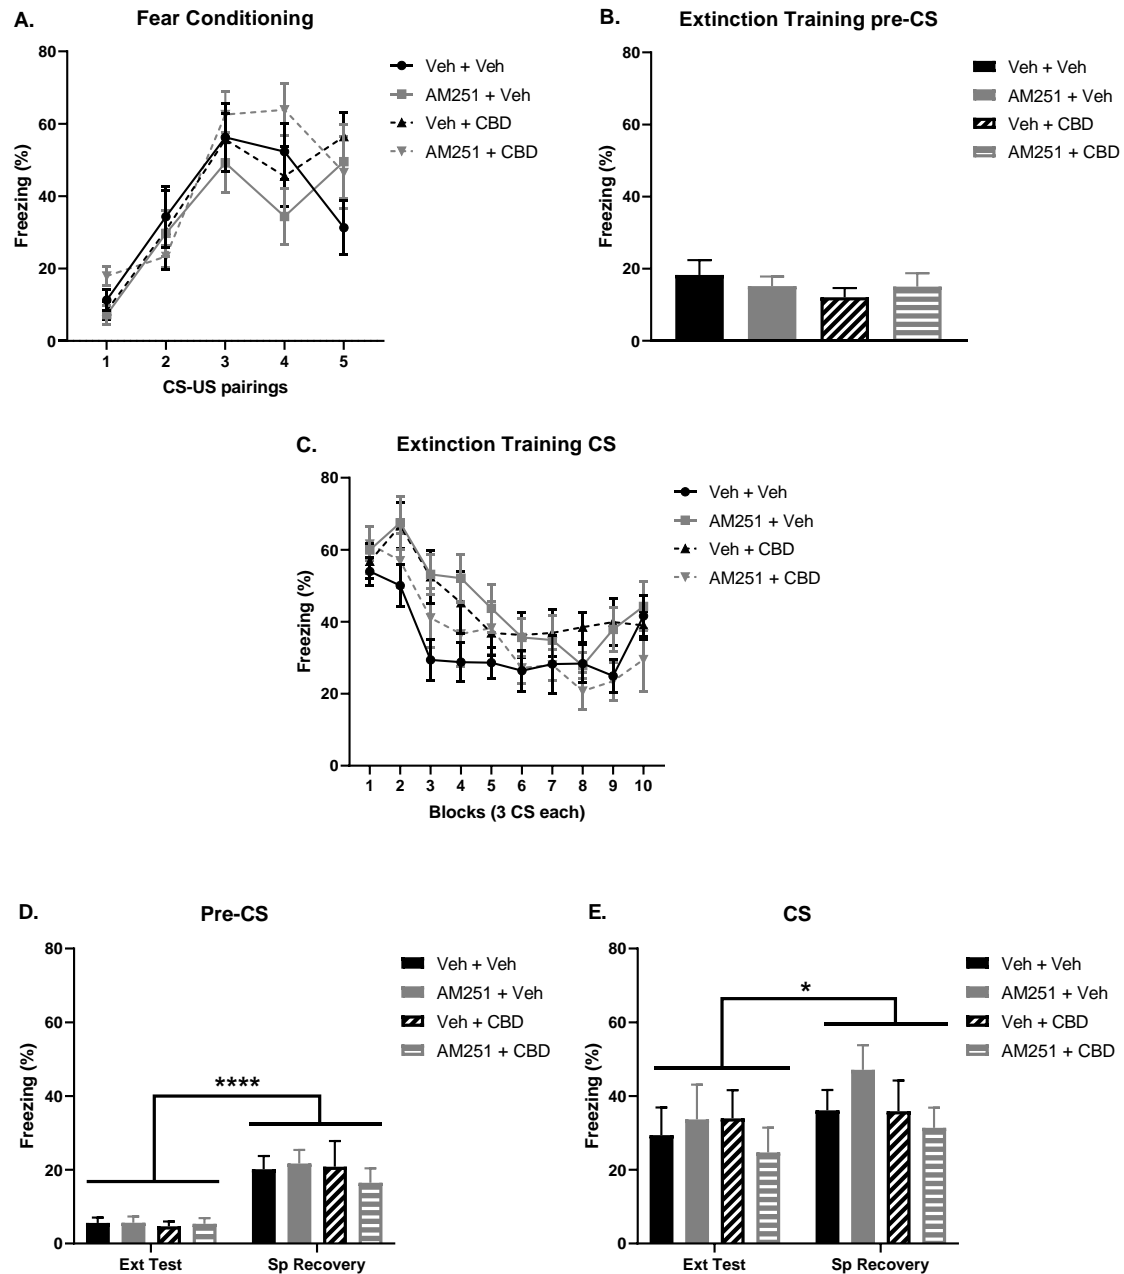 A.
Fear Conditioning
80
60
40
20
0
Freezing (%)
1 2 3 4 5
CS-US pairings
Veh + Veh
AM251 + Veh
Veh + CBD
AM251 + CBD
B.
Extinction Training pre-CS
80
60
40
20
0
Freezing (%)
Veh + Veh
AM251 + Veh
Veh + CBD
AM251 + CBD
C.
Extinction Training CS
80
60
40
20
0
Freezing (%)
1 2 3 4 5 6 7 8 9 10
Blocks (3 CS each)
Veh + Veh
AM251 + Veh
Veh + CBD
AM251 + CBD
D.
Pre-CS
80
60
40
20
0
Freezing (%)
****
Ext Test Sp Recovery
Veh + Veh
AM251 + Veh
Veh + CBD
AM251 + CBD
E.
CS
80
60
40
20
0
Freezing (%)
*
Ext Test Sp Recovery
Veh + Veh
AM251 + Veh
Veh + CBD
AM251 + CBD